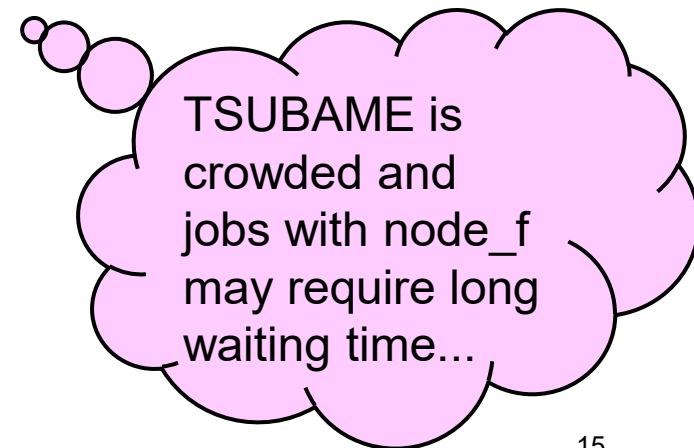 TSUBAME is
crowded and
jobs with node_f
may require long
waiting time...
15